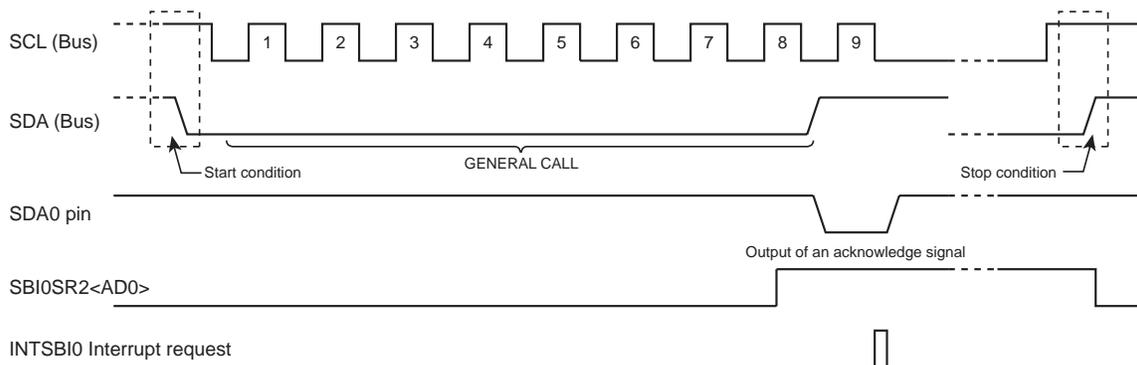 SCL (Bus)
1 2 3 4 5 6 7 8 9
SDA (Bus)
Start condition
GENERAL CALL
Stop condition
SDA0 pin
Output of an acknowledge signal
SBI0SR2<AD0>
INTSBI0 Interrupt request